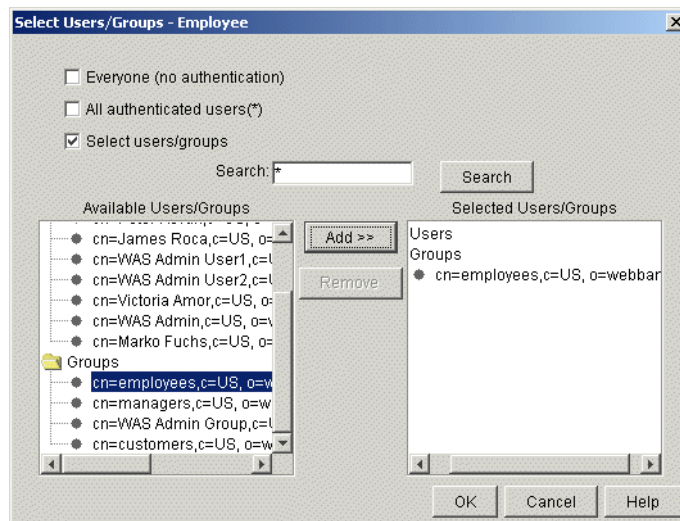 Select Users/Groups - Employee
Everyone (no authentication)
All authenticated users(*)
Select users/groups
Search: *
Search
Available Users/Groups
Selected Users/Groups
cn=James Roca,c=US, o=
cn=WAS Admin User1,c=U
cn=WAS Admin User2,c=U
cn=Victoria Amor,c=US, o=
cn=WAS Admin,c=US, o=w
cn=Marko Fuchs,c=US, o=
Groups
cn=employees,c=US, o=w
cn=managers,c=US, o=w
cn=WAS Admin Group,c=U
cn=customers,c=US, o=w
Add >>
Remove
Users
Groups
cn=employees,c=US, o=webbar
OK
Cancel
Help